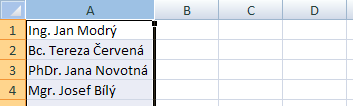 A B C D
1 Ing. Jan Modrý
2 Bc. Tereza Červená
3 PhDr. Jana Novotná
4 Mgr. Josef Bílý